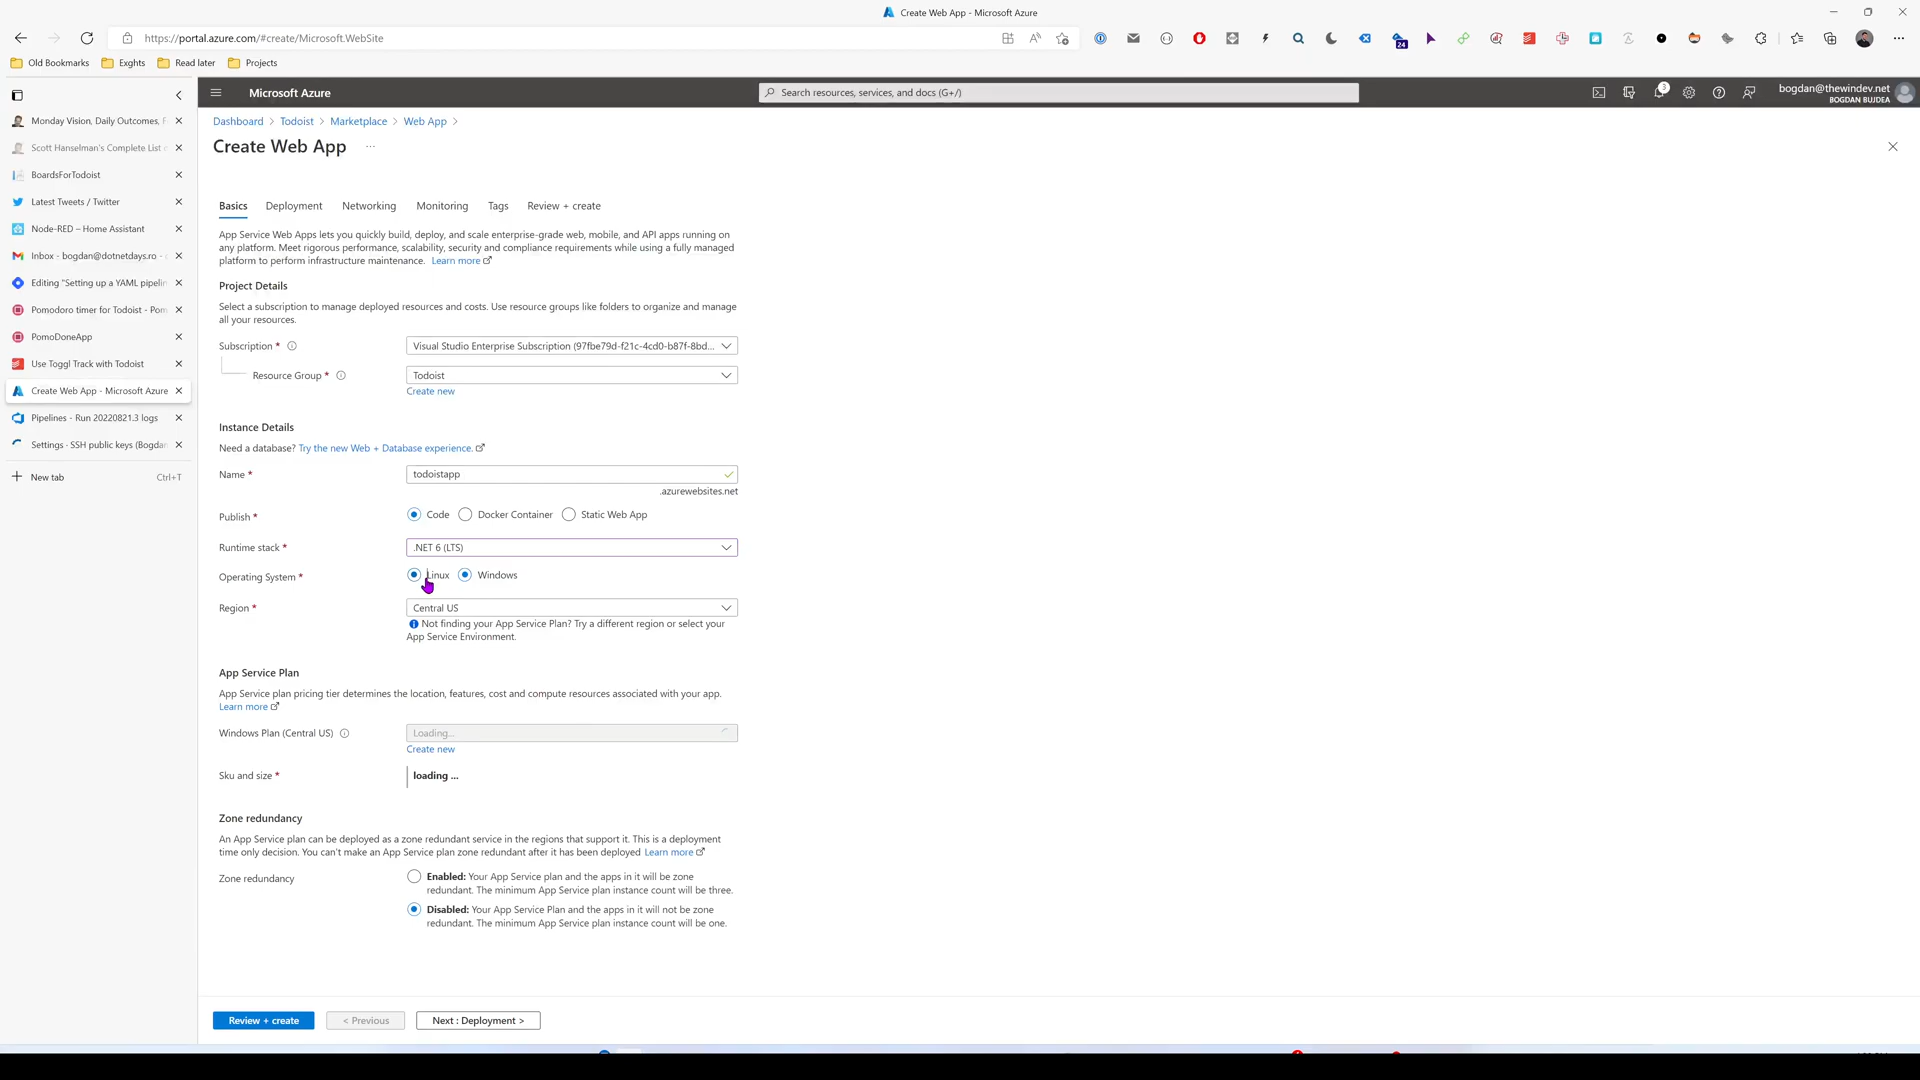 Create Web App - Microsoft Azure
https://portal.azure.com/#create/Microsoft.WebSite
24
Old Bookmarks
Exghts
Read later
Projects
Microsoft Azure
Search resources, services, and docs (G+/)
3
bogdan@thewindev.net
BOGDAN BUJDEA
Monday Vision, Daily Outcomes,
Scott Hanselman's Complete List
BoardsForTodoist
Latest Tweets / Twitter
Node-RED – Home Assistant
Inbox - bogdan@dotnetdays.ro -
Editing "Setting up a YAML pipelin
Pomodoro timer for Todoist - Pom
PomoDoneApp
Use Toggl Track with Todoist
Create Web App - Microsoft Azure
Pipelines - Run 20220821.3 logs
Settings · SSH public keys (Bogdan
New tab
Ctrl+T
Dashboard > Todoist > Marketplace > Web App >
Create Web App ...
Basics
Deployment
Networking
Monitoring
Tags
Review + create
App Service Web Apps lets you quickly build, deploy, and scale enterprise-grade web, mobile, and API apps running on
any platform. Meet rigorous performance, scalability, security and compliance requirements while using a fully managed
platform to perform infrastructure maintenance. Learn more
Project Details
Select a subscription to manage deployed resources and costs. Use resource groups like folders to organize and manage
all your resources.
Subscription *
Visual Studio Enterprise Subscription (97fbe79d-f21c-4cd0-b87f-8bd...
Resource Group *
Todoist
Create new
Instance Details
Need a database? Try the new Web + Database experience.
Name *
todoistapp
.azurewebsites.net
Publish *
Code
Docker Container
Static Web App
Runtime stack *
.NET 6 (LTS)
Operating System *
Linux
Windows
Region *
Central US
Not finding your App Service Plan? Try a different region or select your
App Service Environment.
App Service Plan
App Service plan pricing tier determines the location, features, cost and compute resources associated with your app.
Learn more
Windows Plan (Central US)
Loading...
Create new
Sku and size *
loading ...
Zone redundancy
An App Service plan can be deployed as a zone redundant service in the regions that support it. This is a deployment
time only decision. You can't make an App Service plan zone redundant after it has been deployed Learn more
Zone redundancy
Enabled: Your App Service plan and the apps in it will be zone
redundant. The minimum App Service plan instance count will be three.
Disabled: Your App Service Plan and the apps in it will not be zone
redundant. The minimum App Service plan instance count will be one.
Review + create
< Previous
Next : Deployment >